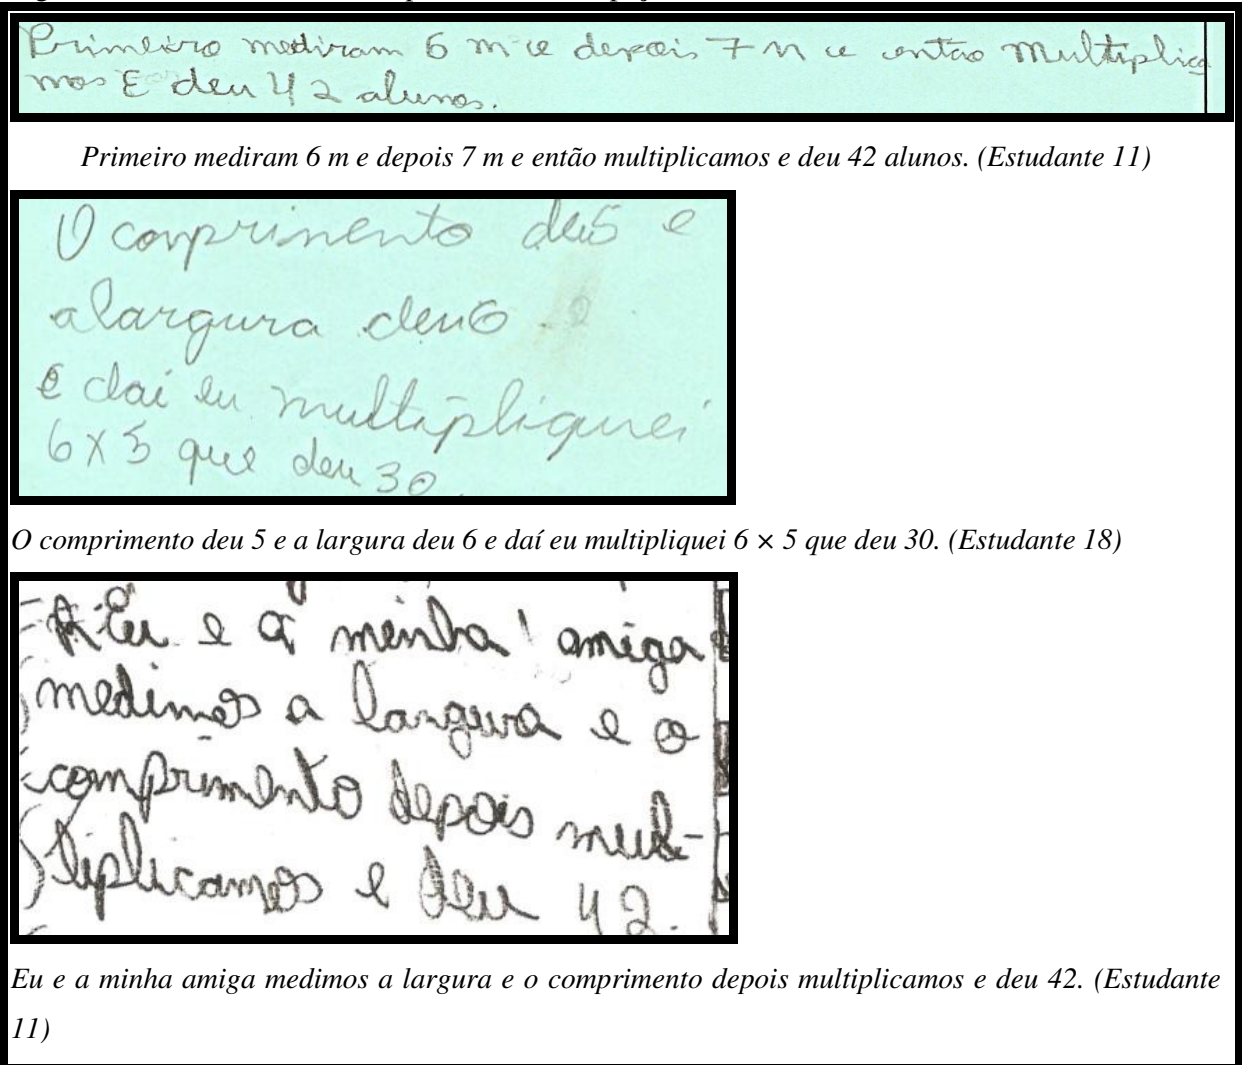 Primeiro mediram 6 m e depois 7 m e então multiplica
mos E deu 42 alunos.
Primeiro mediram 6 m e depois 7 m e então multiplicamos e deu 42 alunos. (Estudante 11)
O comprimento deu 5 e
a largura deu 6
e daí eu multipliquei
6 X 5 que deu 30.
O comprimento deu 5 e a largura deu 6 e daí eu multipliquei 6 × 5 que deu 30. (Estudante 18)
Eu e a minha amiga
medimos a largura e o
comprimento depois mul-
tiplicamos e deu 42.
Eu e a minha amiga medimos a largura e o comprimento depois multiplicamos e deu 42. (Estudante
11)